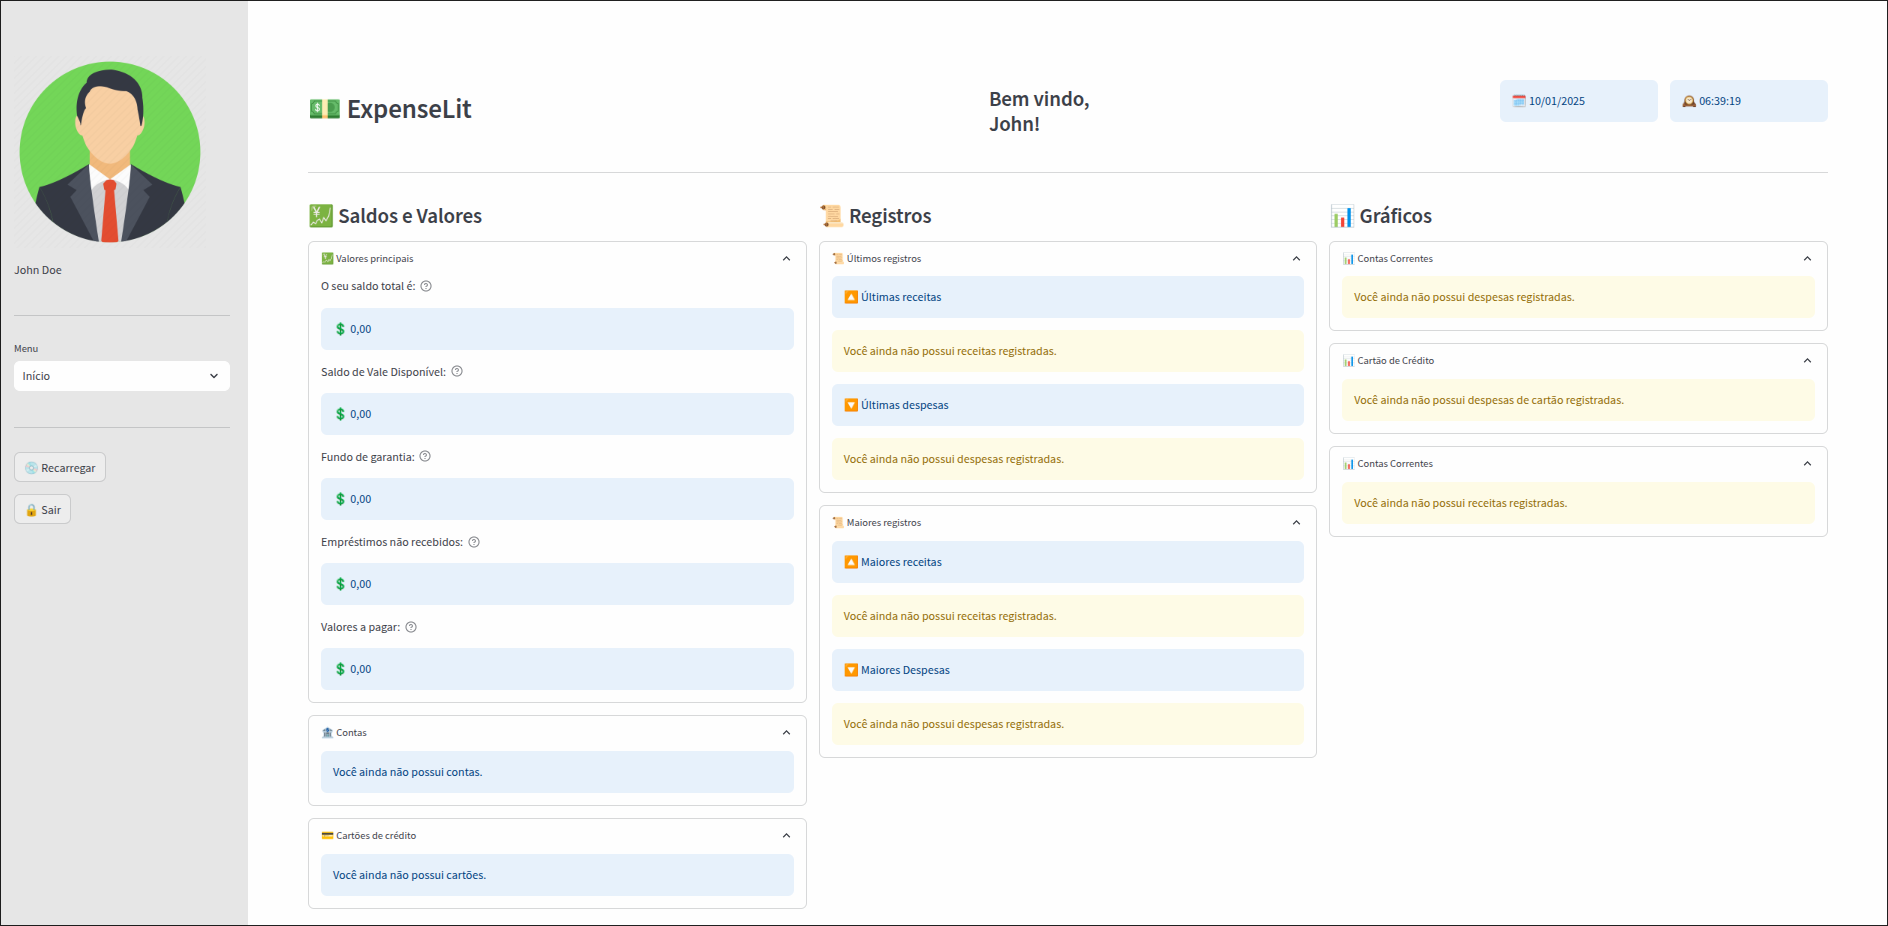 John Doe
Menu
Início
Recarregar
Sair
ExpenseLit
Bem vindo,
John!
10/01/2025
06:39:19
Saldos e Valores
Valores principais
O seu saldo total é:
0,00
Saldo de Vale Disponível:
0,00
Fundo de garantia:
0,00
Empréstimos não recebidos:
0,00
Valores a pagar:
0,00
Contas
Você ainda não possui contas.
Cartões de crédito
Você ainda não possui cartões.
Registros
Últimos registros
Últimas receitas
Você ainda não possui receitas registradas.
Últimas despesas
Você ainda não possui despesas registradas.
Maiores registros
Maiores receitas
Você ainda não possui receitas registradas.
Maiores Despesas
Você ainda não possui despesas registradas.
Gráficos
Contas Correntes
Você ainda não possui despesas registradas.
Cartão de Crédito
Você ainda não possui despesas de cartão registradas.
Contas Correntes
Você ainda não possui receitas registradas.